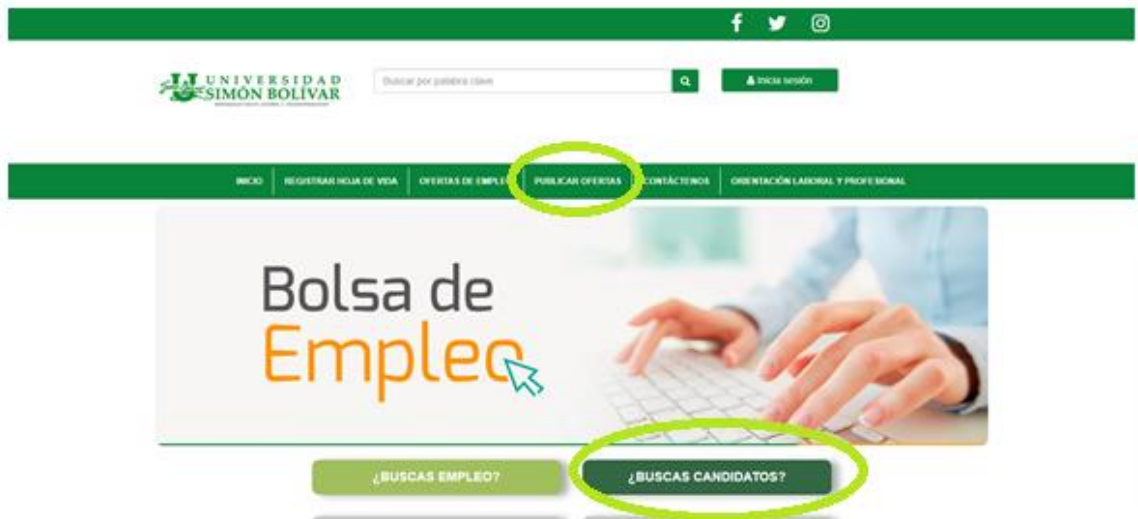 UNIVERSIDAD
SIMÓN BOLÍVAR
Buscar por palabra clave
Inicia sesión
INICIO
REGISTRAR HOJA DE VIDA
OFERTAS DE EMPLEO
PUBLICAR OFERTAS
CONTÁCTENOS
ORIENTACIÓN LABORAL Y PROFESIONAL
Bolsa de
Empleo
¿BUSCAS EMPLEO?
¿BUSCAS CANDIDATOS?